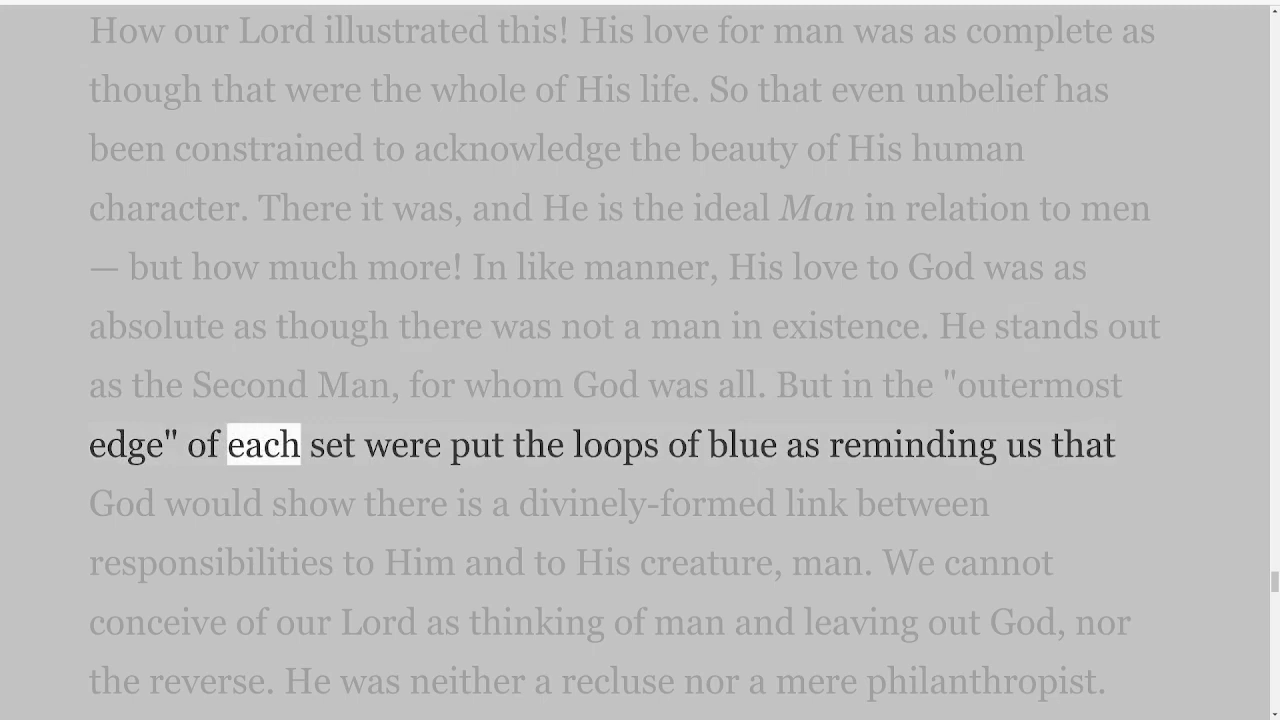 How our Lord illustrated this! His love for man was as complete as
though that were the whole of His life. So that even unbelief has
been constrained to acknowledge the beauty of His human
character. There it was, and He is the ideal Man in relation to men
— but how much more! In like manner, His love to God was as
absolute as though there was not a man in existence. He stands out
as the Second Man, for whom God was all. But in the "outermost
edge" of each set were put the loops of blue as reminding us that
God would show there is a divinely-formed link between
responsibilities to Him and to His creature, man. We cannot
conceive of our Lord as thinking of man and leaving out God, nor
the reverse. He was neither a recluse nor a mere philanthropist.